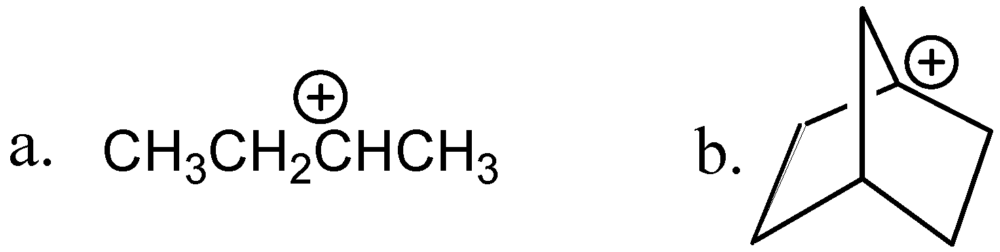 ⊕ ⊕
a. CH₃CH₂CHCH₃ b.